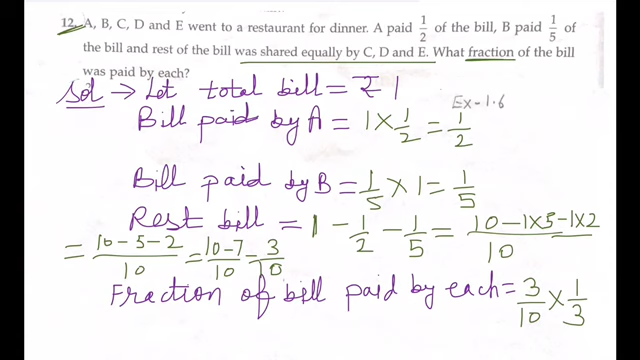 12. A, B, C, D and E went to a restaurant for dinner. A paid 1/2 of the bill, B paid 1/5 of
the bill and rest of the bill was shared equally by C, D and E. What fraction of the bill
was paid by each?
Sol → Let total bill = ₹ 1
Ex-1.6
Bill paid by A = 1 × 1/2 = 1/2
Bill paid by B = 1/5 × 1 = 1/5
Rest bill = 1 - 1/2 - 1/5 = (10-1×5-1×2)/10
= (10-5-2)/10 = (10-7)/10 = 3/10
Fraction of bill paid by each = 3/10 × 1/3